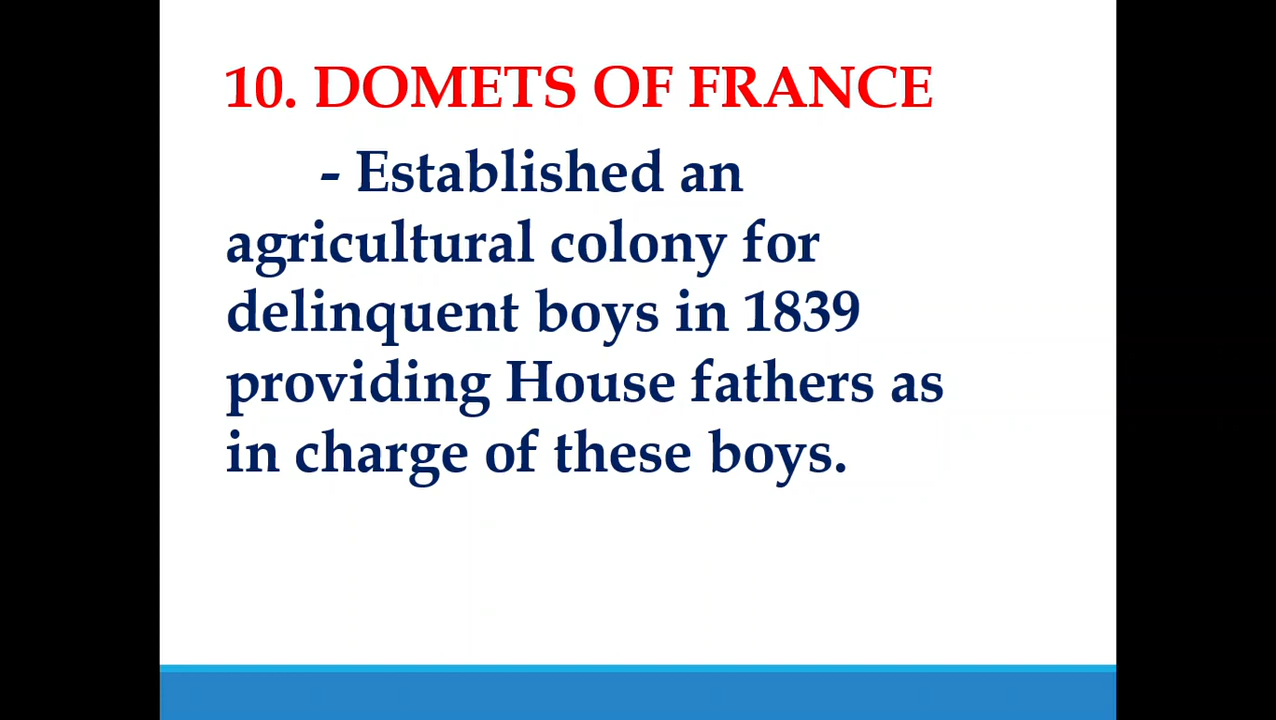 10. DOMETS OF FRANCE
- Established an
agricultural colony for
delinquent boys in 1839
providing House fathers as
in charge of these boys.